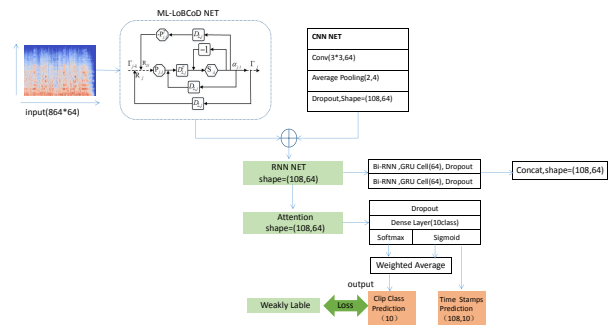 ML-LoBCoD NET
CNN NET
Conv(3*3,64)
Average Pooling(2,4)
Dropout,Shape=(108,64)
-1
input(864*64)
RNN NET
shape=(108,64)
Bi-RNN ,GRU Cell(64), Dropout
Bi-RNN ,GRU Cell(64), Dropout
Concat,shape=(108,64)
Attention
shape=(108,64)
Dropout
Dense Layer(10class)
Softmax
Sigmoid
Weighted Average
output
Weakly Lable
Loss
Clip Class
Prediction
（10）
Time Stamps
Prediction
（108,10）